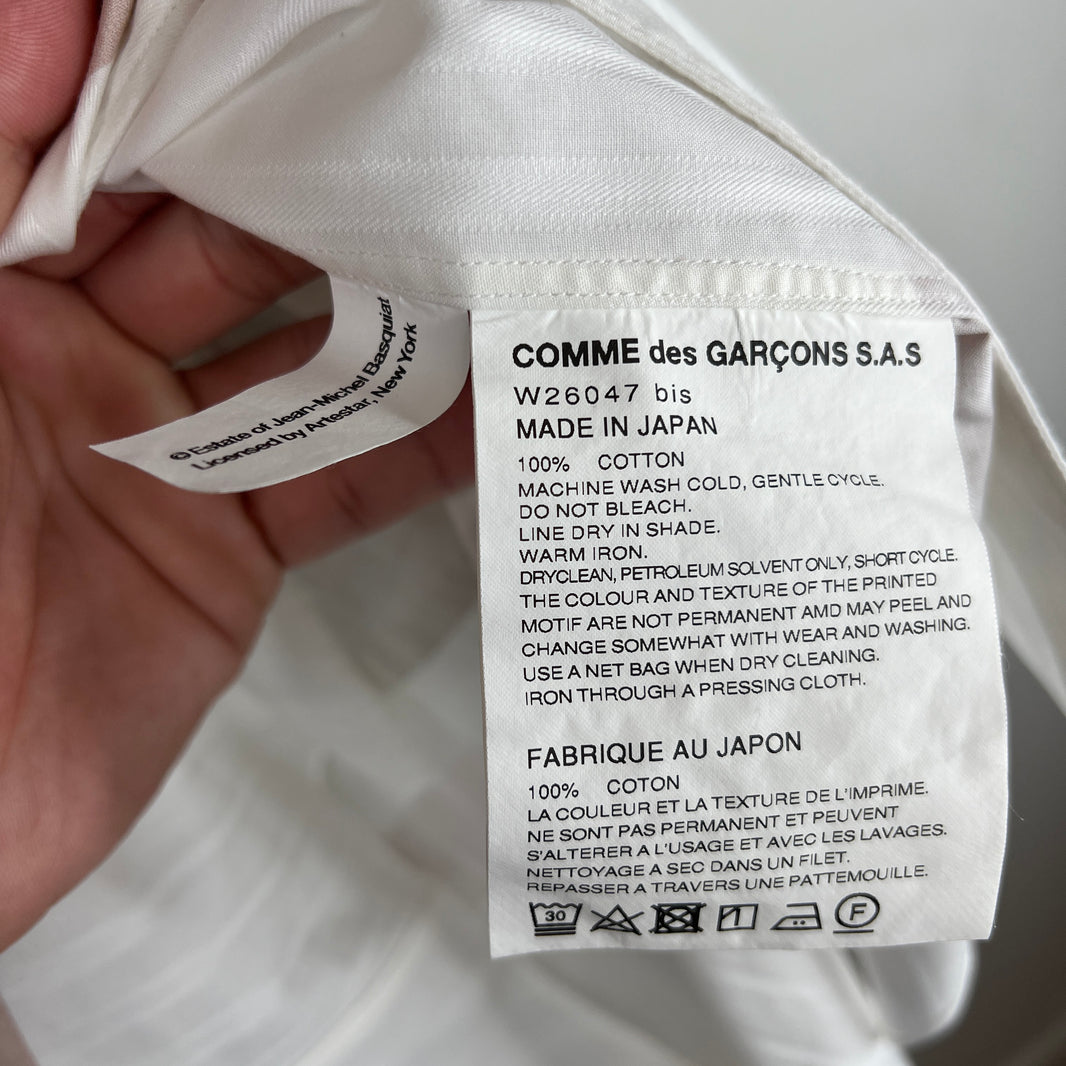 © Estate of Jean-Michel Basquiat
Licensed by Artestar, New York
COMME des GARÇONS S.A.S
W26047 bis
MADE IN JAPAN
100% COTTON
MACHINE WASH COLD, GENTLE CYCLE.
DO NOT BLEACH.
LINE DRY IN SHADE.
WARM IRON.
DRYCLEAN, PETROLEUM SOLVENT ONLY, SHORT CYCLE.
THE COLOUR AND TEXTURE OF THE PRINTED
MOTIF ARE NOT PERMANENT AMD MAY PEEL AND
CHANGE SOMEWHAT WITH WEAR AND WASHING.
USE A NET BAG WHEN DRY CLEANING.
IRON THROUGH A PRESSING CLOTH.
FABRIQUE AU JAPON
100% COTON
LA COULEUR ET LA TEXTURE DE L'IMPRIME.
NE SONT PAS PERMANENT ET PEUVENT
S'ALTERER A L'USAGE ET AVEC LES LAVAGES.
NETTOYAGE A SEC DANS UN FILET.
REPASSER A TRAVERS UNE PATTEMOUILLE.
30 F